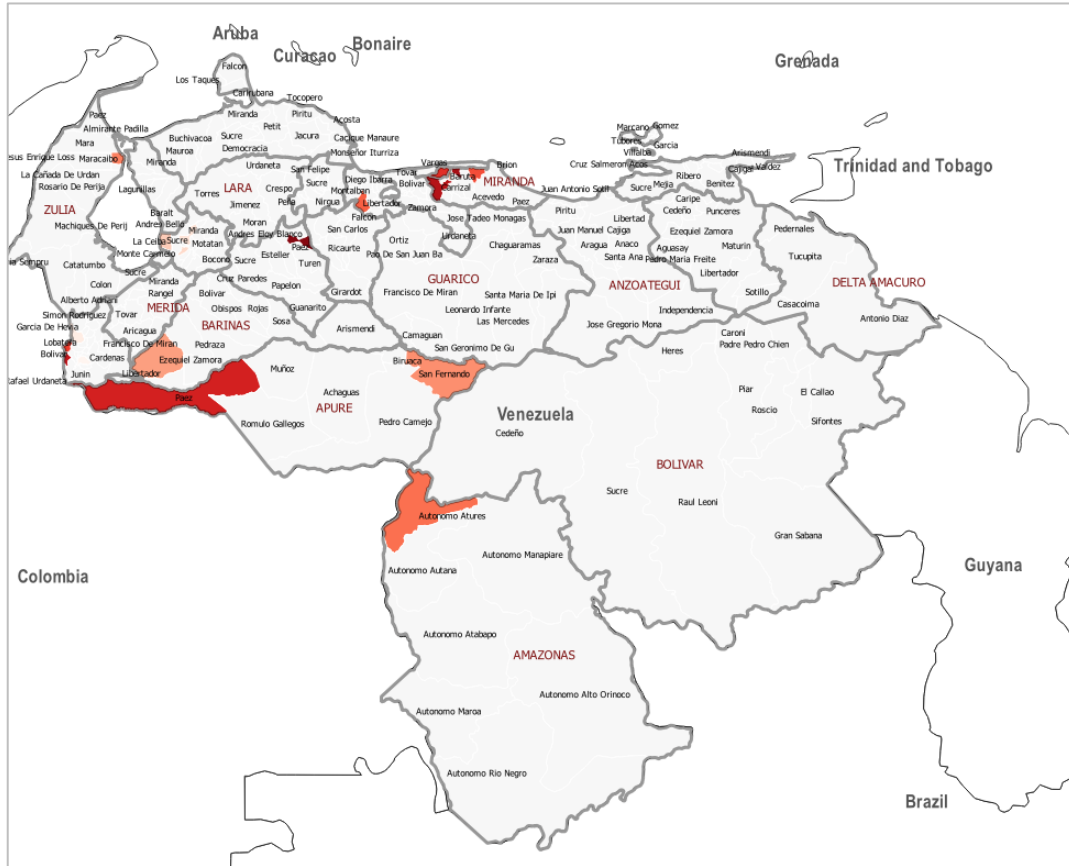 Aruba
Bonaire
Curacao
Grenada
Falcon
Los Taques
Carirubana
Tocopero
Paez
Miranda
Piritu
Acosta
Almirante Padilla
Petit
Marcano
Gomez
Mara
Buchivacoa
Sucre
Jacura
Cacique Manaure
Tubores
Garcia
Mauroa
Democracia
Monseñor Iturriza
Villalba
Arismendi
esus Enrique Loss
Maracaibo
Miranda
Urdaneta
San Felipe
Vargas
Brion
Cruz Salmeron Acos
Cajigal
Valdez
Trinidad and Tobago
La Cañada De Urdan
Diego Ibarra
Tovar
Baruta
Ribero
Rosario De Perija
Lagunillas
LARA
Crespo
Sucre
Montalban
Bolivar
Carrizal
MIRANDA
Juan Antonio Sotil
Sucre
Mejia
Benitez
Torres
Peña
Nirgua
Libertador
Acevedo
Caripe
ZULIA
Jimenez
Zamora
Paez
Piritu
Cedeño
Punceres
Baralt
Moran
Falcon
Jose Tadeo Monagas
Libertad
Machiques De Perij
Andres Bello
Miranda
Andres Eloy Blanco
San Carlos
Juan Manuel Cajiga
Ezequiel Zamora
Pedernales
La Ceiba
Sucre
Motatan
Paez
Ortiz
Urdaneta
Chaguaramas
Aragua
Anaco
Aguasay
Maturin
Monte Carmelo
Bocono
Sucre
Esteller
Ricaurte
Pao De San Juan Ba
Zaraza
Santa Ana
Pedro Maria Freite
Tucupita
ia Sempru
Catatumbo
Turen
Libertador
Sucre
Cruz Paredes
GUARICO
ANZOATEGUI
DELTA AMACURO
Colon
Miranda
Papelon
Alberto Adriani
Rangel
Bolivar
Girardot
Francisco De Miran
Santa Maria De Ipi
Sotillo
Casacoima
MERIDA
Obispos
Rojas
Guanarito
Leonardo Infante
Independencia
Simon Rodriguez
Tovar
Sosa
Las Mercedes
Antonio Diaz
Garcia De Hevia
Aricagua
BARINAS
Arismendi
Jose Gregorio Mona
Lobatera
Francisco De Miran
Pedraza
Camaguan
Caroni
Bolivar
Cardenas
Ezequiel Zamora
San Geronimo De Gu
Heres
Padre Pedro Chien
Junin
Libertador
Muñoz
Biruaca
San Fernando
Rafael Urdaneta
Paez
Achaguas
Piar
El Callao
APURE
Venezuela
Roscio
Romulo Gallegos
Pedro Camejo
Cedeño
Sifontes
BOLIVAR
Sucre
Raul Leoni
Autonomo Atures
Gran Sabana
Autonomo Manapiare
Colombia
Autonomo Autana
Guyana
Autonomo Atabapo
AMAZONAS
Autonomo Alto Orinoco
Autonomo Maroa
Autonomo Rio Negro
Brazil